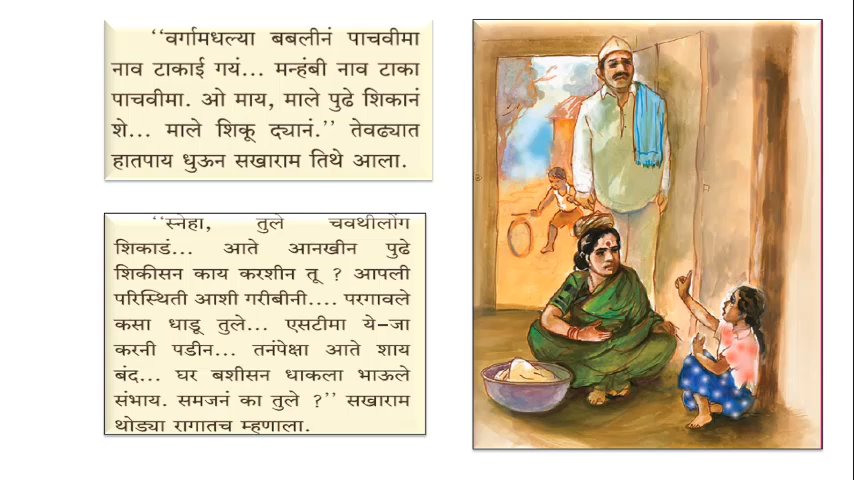 ‘‘वर्गामधल्या बबलीनं पाचवीमा
नाव टाकाई गयं... मन्हंबी नाव टाका
पाचवीमा. ओ माय, माले पुढे शिकानं
शे... माले शिकू द्यानं.’’ तेवढ्यात
हातपाय धुऊन सखाराम तिथे आला.
‘‘स्नेहा, तुले चवथीलोंग
शिकाडं... आते आनखीन पुढे
शिकीसन काय करशीन तू ? आपली
परिस्थिती आशी गरीबीनी.... परगावले
कसा धाडू तुले... एसटीमा ये-जा
करनी पडीन... तनंपेक्षा आते शाय
बंद... घर बशीसन धाकला भाऊले
संभाय. समजनं का तुले ?’’ सखाराम
थोड्या रागातच म्हणाला.